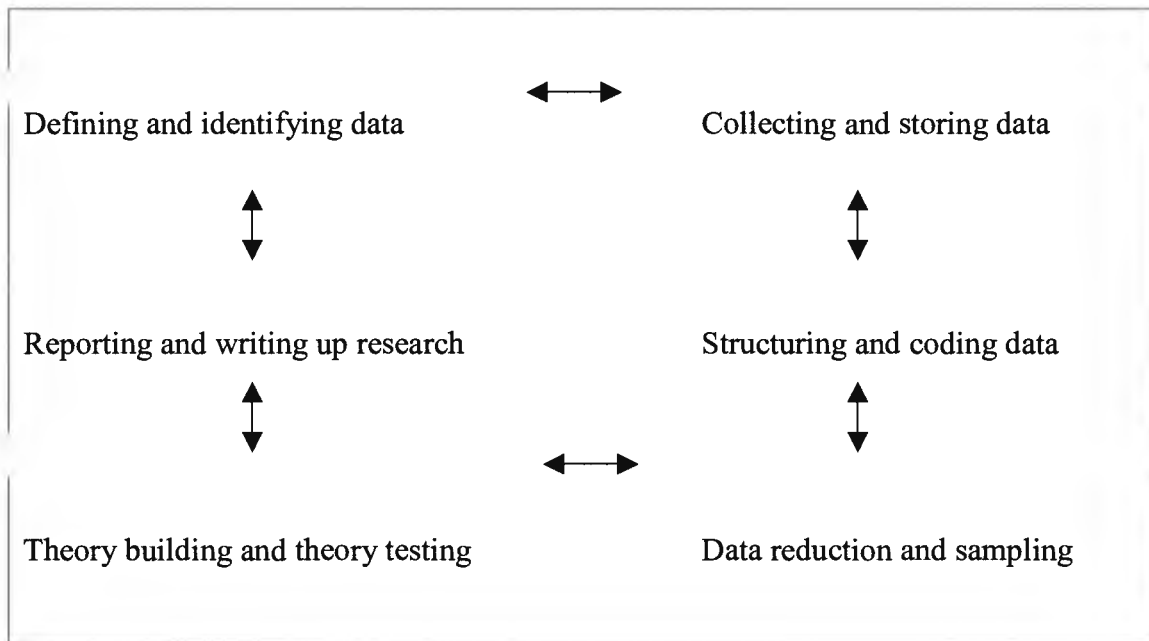 Defining and identifying data
Collecting and storing data
Reporting and writing up research
Structuring and coding data
Theory building and theory testing
Data reduction and sampling